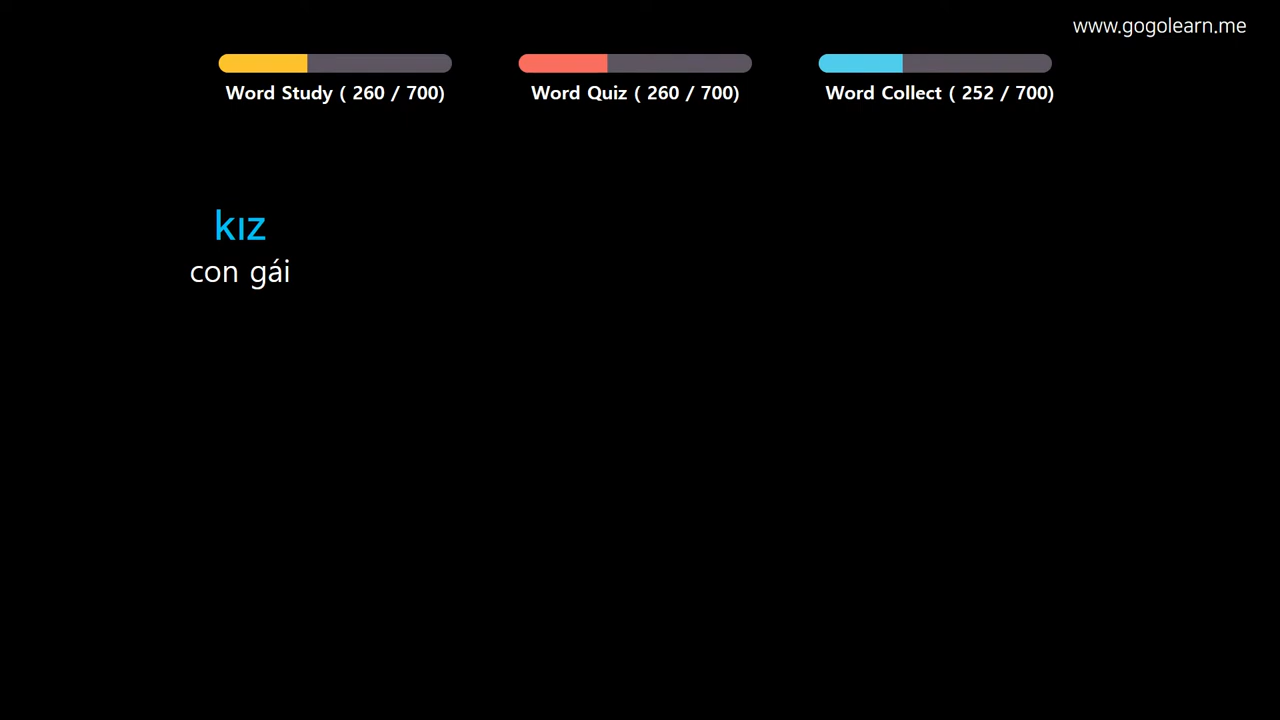 www.gogolearn.me
Word Study ( 260 / 700)
Word Quiz ( 260 / 700)
Word Collect ( 252 / 700)
kız
con gái